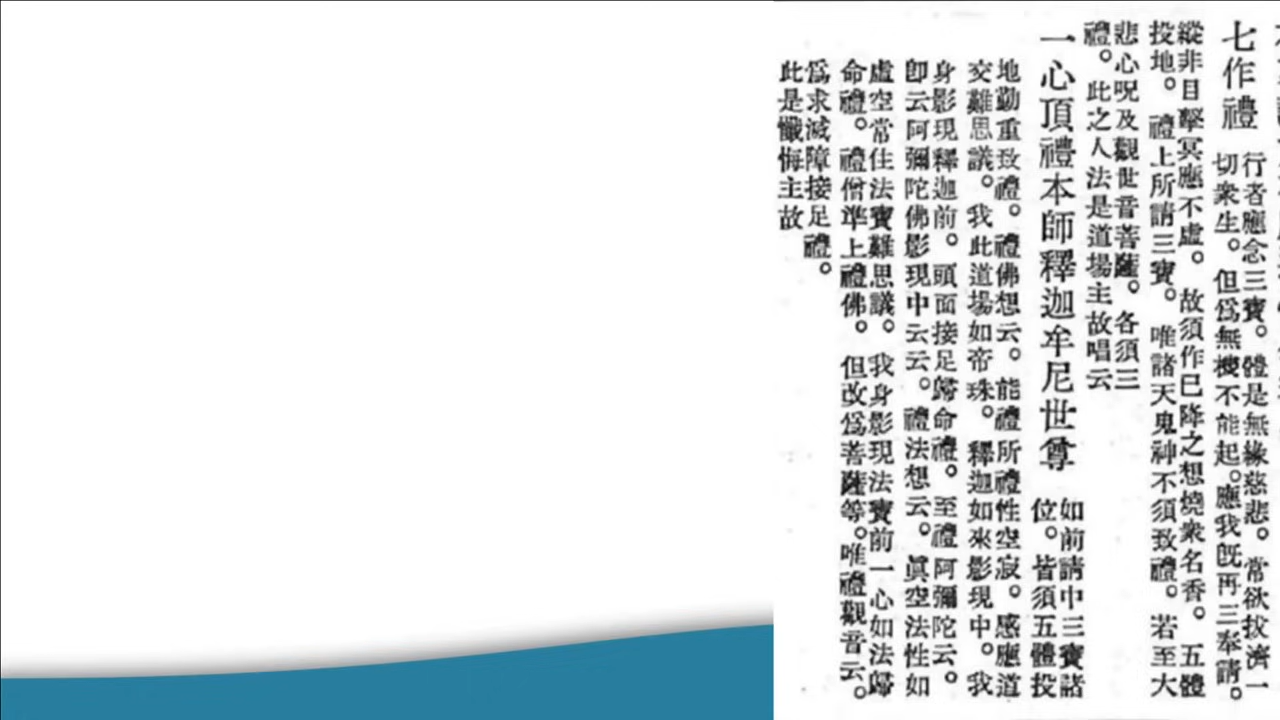 七作禮
行者應念三寶。體是無緣慈悲。常欲拔濟一
切衆生。但爲無機不能起。應我既再三奉請。
縱非目擊冥應不虛。故須作已降之想燒衆名香。五體
投地。禮上所請三寶。唯諸天鬼神不須致禮。若至大
悲心呪及觀世音菩薩。各須三
禮。此之人法是道場主故唱云
一心頂禮本師釋迦牟尼世尊
如前請中三寶諸
位。皆須五體投
地勤重致禮。禮佛想云。能禮所禮性空寂。感應道
交難思議。我此道場如帝珠。釋迦如來影現中。我
身影現釋迦前。頭面接足歸命禮。至禮阿彌陀云。
卽云阿彌陀佛影現中云云。禮法想云。眞空法性如
虛空常住法寶難思議。我身影現法寶前一心如法歸
命禮。禮僧準上禮佛。但改爲菩薩等。唯禮觀音云。
爲求滅障接足禮。
此是懺悔主故